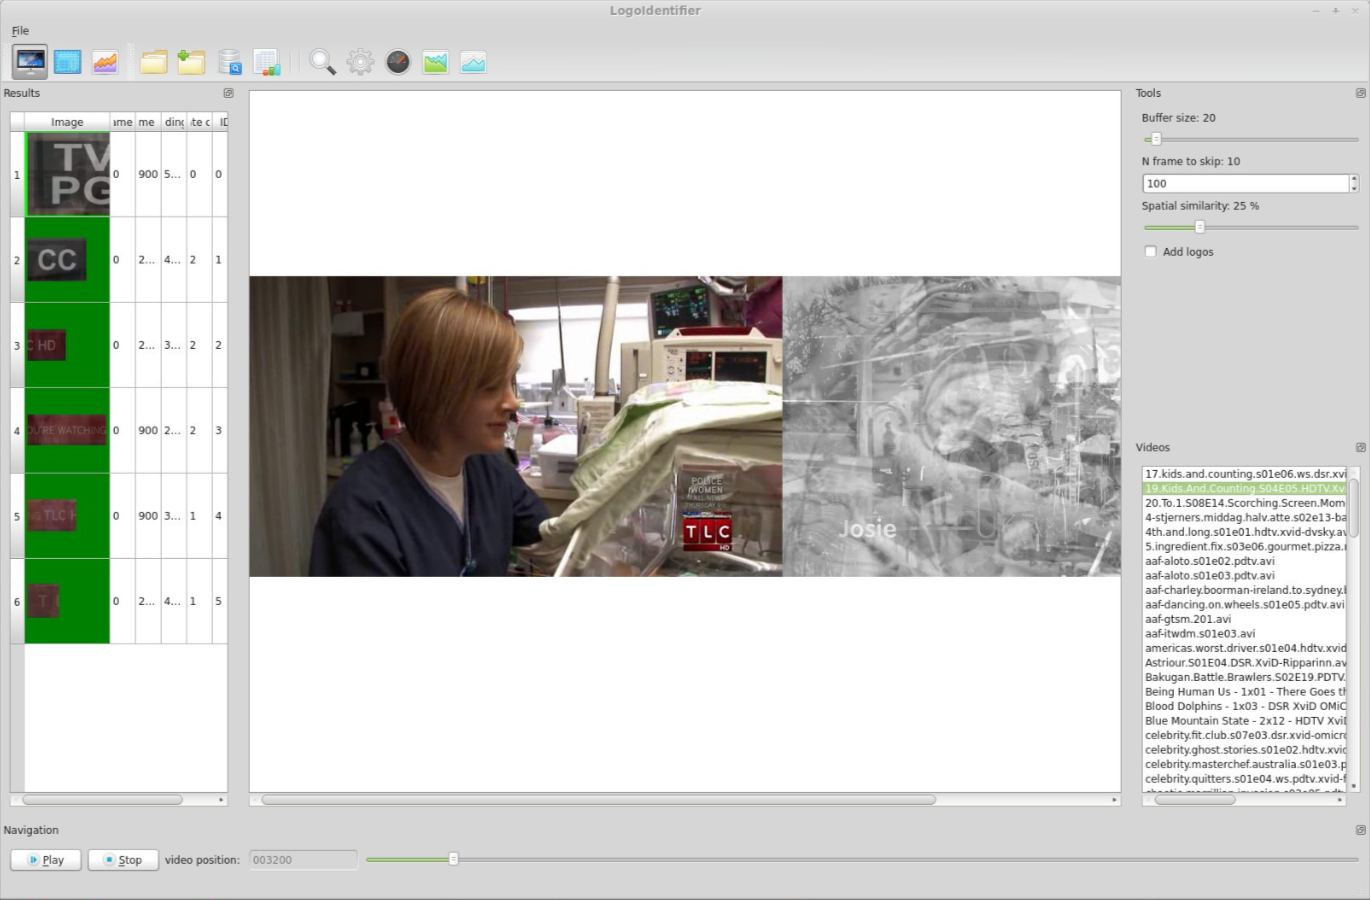 LogoIdentifier
File
Results
Tools
Image
ame
me
ding
te c
ID
1
TV
PG
0
900
5...
0
0
2
CC
0
2...
4...
2
1
3
C HD
0
2...
3...
2
2
4
OU'RE WATCHING
0
900
2...
2
3
5
NG TLC H
0
900
3...
1
4
6
T
0
2...
4...
1
5
POLICE
WOMEN
TLC
HD
Josie
Buffer size: 20
N frame to skip: 10
100
Spatial similarity: 25 %
Add logos
Videos
17.kids.and.counting.s01e06.ws.dsr.xvi
19.Kids.And.Counting.S04E05.HDTV.Xv
20.To.1.S08E14.Scorching.Screen.Mom
4-stjerners.middag.halv.atte.s02e13-ba
4th.and.long.s01e01.hdtv.xvid-dvsky.av
5.ingredient.fix.s03e06.gourmet.pizza.
aaf-aloto.s01e02.pdtv.avi
aaf-aloto.s01e03.pdtv.avi
aaf-charley.boorman-ireland.to.sydney.
aaf-dancing.on.wheels.s01e05.pdtv.avi
aaf-gtsm.201.avi
aaf-itwdm.s01e03.avi
americas.worst.driver.s01e04.hdtv.xvid
Astriour.S01E04.DSR.XviD-Ripparinn.av
Bakugan.Battle.Brawlers.S02E19.PDTV.
Being Human Us - 1x01 - There Goes th
Blood Dolphins - 1x03 - DSR XviD OMiC
Blue Mountain State - 2x12 - HDTV XviD
celebrity.fit.club.s07e03.dsr.xvid-omicro
celebrity.ghost.stories.s01e02.hdtv.xvid
celebrity.masterchef.australia.s01e03.p
celebrity.quitters.s01e04.ws.pdtv.xvid-f
Navigation
Play
Stop
video position:
003200